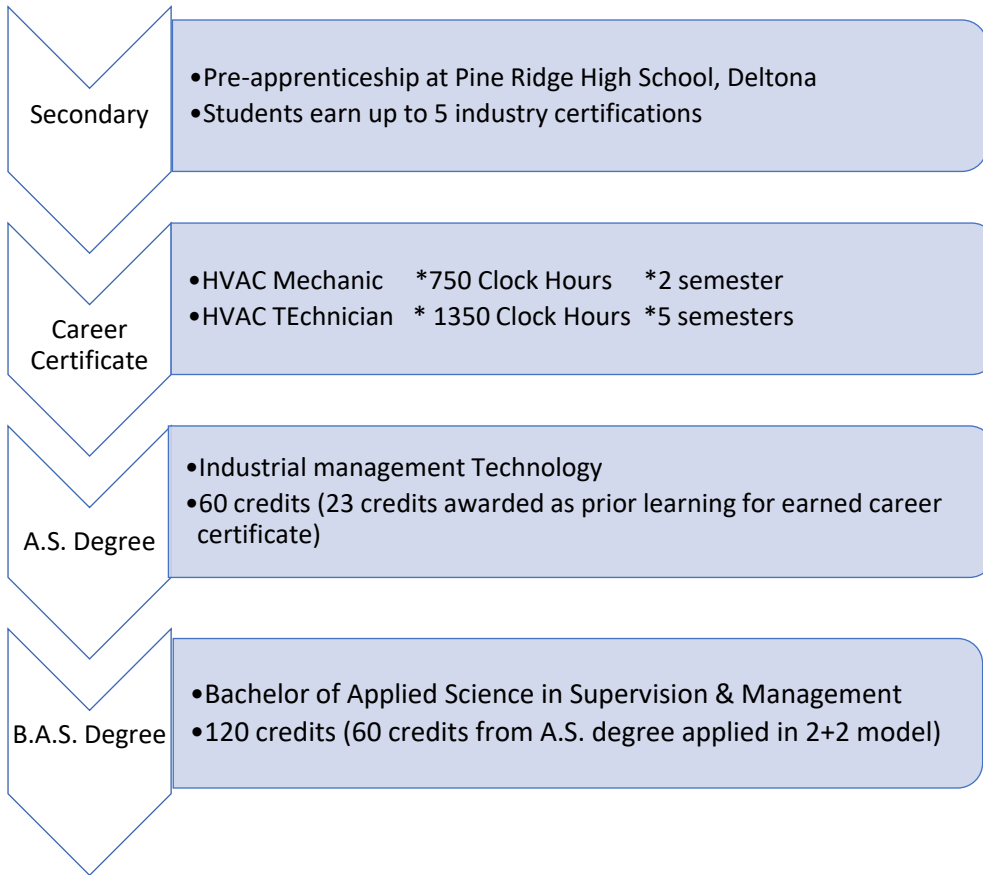 Secondary
•Pre-apprenticeship at Pine Ridge High School, Deltona
•Students earn up to 5 industry certifications
Career
Certificate
•HVAC Mechanic *750 Clock Hours *2 semester
•HVAC TEchnician * 1350 Clock Hours *5 semesters
A.S. Degree
•Industrial management Technology
•60 credits (23 credits awarded as prior learning for earned career
certificate)
B.A.S. Degree
•Bachelor of Applied Science in Supervision & Management
•120 credits (60 credits from A.S. degree applied in 2+2 model)